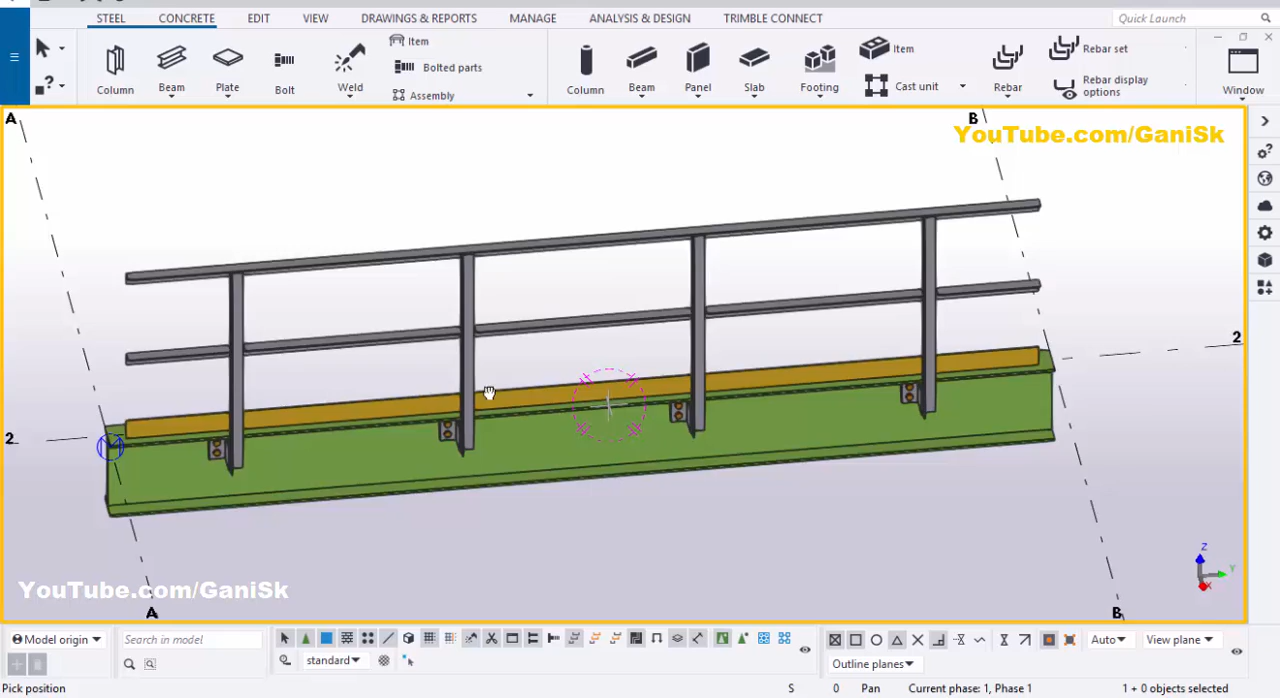 STEEL CONCRETE EDIT VIEW DRAWINGS & REPORTS MANAGE ANALYSIS & DESIGN TRIMBLE CONNECT Quick Launch
Item Item Rebar set
Bolted parts
Column Beam Plate Bolt Weld Assembly Column Beam Panel Slab Footing Cast unit Rebar Rebar display options Window
A B
YouTube.com/GaniSk
2
2
Z
Y
X
YouTube.com/GaniSk
A B
Model origin Search in model Auto View plane
standard Outline planes
Pick position S 0 Pan Current phase: 1, Phase 1 1 + 0 objects selected